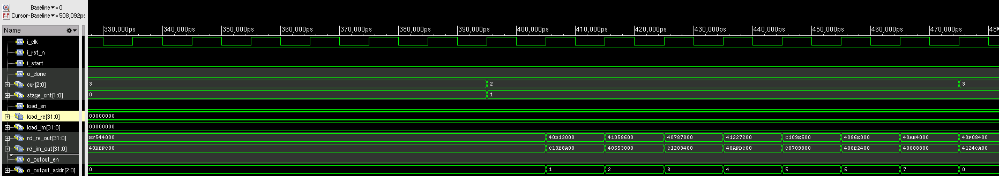 Baseline▼= 0
Cursor-Baseline▼= 508,092ps
Name
330,000ps 340,000ps 350,000ps 360,000ps 370,000ps 380,000ps 390,000ps 400,000ps 410,000ps 420,000ps 430,000ps 440,000ps 450,000ps 460,000ps 470,000ps
i_clk
i_rst_n
i_start
o_done
cur[2:0] 3 2 3
stage_cnt[1:0] 0 1
load_en
load_re[31:0] 00000000
load_im[31:0] 00000000
rd_re_out[31:0] BF544000 40D13000 41058600 40787800 41227200 C109E600 4086E000 40AB4000 40F08400
rd_im_out[31:0] 40DEFC00 C13E8A00 40553000 C1203400 40AFDC00 C0709800 408E2400 40088800 4124CA00
o_output_en
o_output_addr[2:0] 0 1 2 3 4 5 6 7 0